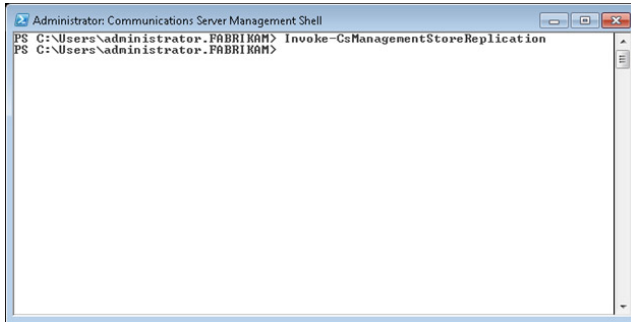 Administrator: Communications Server Management Shell
PS C:\Users\administrator.FABRIKAM> Invoke-CsManagementStoreReplication
PS C:\Users\administrator.FABRIKAM>